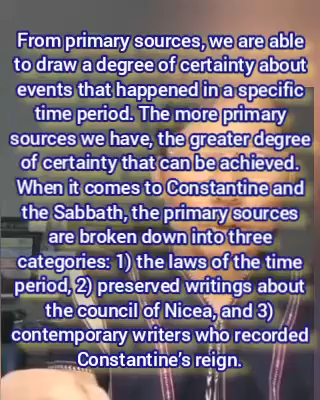 From primary sources, we are able
to draw a degree of certainty about
events that happened in a specific
time period. The more primary
sources we have, the greater degree
of certainty that can be achieved.
When it comes to Constantine and
the Sabbath, the primary sources
are broken down into three
categories: 1) the laws of the time
period, 2) preserved writings about
the council of Nicea, and 3)
contemporary writers who recorded
Constantine's reign.